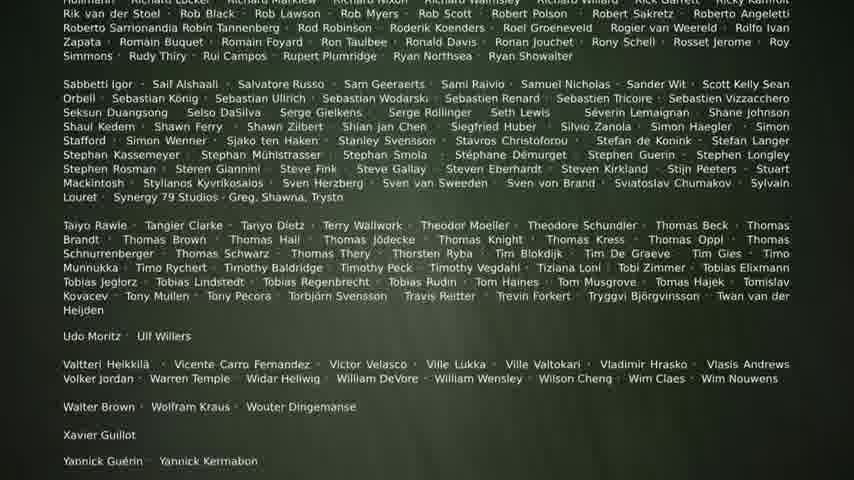 Rik van der Stoel · Rob Black · Rob Lawson · Rob Myers · Rob Scott · Robert Polson · Robert Sakretz · Roberto Angeletti
Roberto Sarrionandia Robin Tannenberg · Rod Robinson · Roderik Koenders · Roel Groeneveld · Rogier van Weereld · Rolfo Ivan
Zapata · Romain Buquet · Romain Foyard · Ron Taulbee · Ronald Davis · Ronan Jouchet · Rony Schell · Rosset Jerome · Roy
Simmons · Rudy Thiry · Rui Campos · Rupert Plumridge · Ryan Northsea · Ryan Showalter
Sabbetti Igor · Saif Alshaali · Salvatore Russo · Sam Geeraerts · Sami Raivio · Samuel Nicholas · Sander Wit · Scott Kelly Sean
Orbell · Sebastian König · Sebastian Ullrich · Sebastian Wodarski · Sebastien Renard · Sebastien Tricoire · Sebastien Vizzacchero
Seksun Duangsong · Selso DaSilva · Serge Gielkens · Serge Rollinger · Seth Lewis · Séverin Lemaignan · Shane Johnson
Shaul Kedem · Shawn Ferry · Shawn Zilbert · Shian Jan Chen · Siegfried Huber · Silvio Zanola · Simon Haegler · Simon
Stafford · Simon Wenner · Sjako ten Haken · Stanley Svensson · Stavros Christoforou · Stefan de Konink · Stefan Langer
Stephan Kassemeyer · Stephan Mühlstrasser · Stephan Smola · Stéphane Démurget · Stephen Guerin · Stephen Longley
Stephen Rosman · Steren Giannini · Steve Fink · Steve Gallay · Steven Eberhardt · Steven Kirkland · Stijn Peeters · Stuart
Mackintosh · Stylianos Kyvrikosaios · Sven Herzberg · Sven van Sweeden · Sven von Brand · Sviatoslav Chumakov · Sylvain
Louret · Synergy 79 Studios - Greg, Shawna, Trystn
Taiyo Rawle · Tangier Clarke · Tanyo Dietz · Terry Wallwork · Theodor Moeller · Theodore Schundler · Thomas Beck · Thomas
Brandt · Thomas Brown · Thomas Hall · Thomas Jödecke · Thomas Knight · Thomas Kress · Thomas Oppl · Thomas
Schnurrenberger · Thomas Schwarz · Thomas Thery · Thorsten Ryba · Tim Blokdijk · Tim De Graeve · Tim Gies · Timo
Munnukka · Timo Rychert · Timothy Baldridge · Timothy Peck · Timothy Vegdahl · Tiziana Loni · Tobi Zimmer · Tobias Elixmann
Tobias Jeglorz · Tobias Lindstedt · Tobias Regenbrecht · Tobias Rudin · Tom Haines · Tom Musgrove · Tomas Hajek · Tomislav
Kovacev · Tony Mullen · Tony Pecora · Torbjörn Svensson · Travis Reitter · Trevin Forkert · Tryggvi Björgvinsson · Twan van der
Heijden
Udo Moritz · Ulf Willers
Valtteri Heikkilä · Vicente Carro Fernandez · Victor Velasco · Ville Lukka · Ville Valtokari · Vladimir Hrasko · Vlasis Andrews
Volker Jordan · Warren Temple · Widar Hellwig · William DeVore · William Wensley · Wilson Cheng · Wim Claes · Wim Nouwens
Walter Brown · Wolfram Kraus · Wouter Dingemanse
Xavier Guillot
Yannick Guérin · Yannick Kermabon